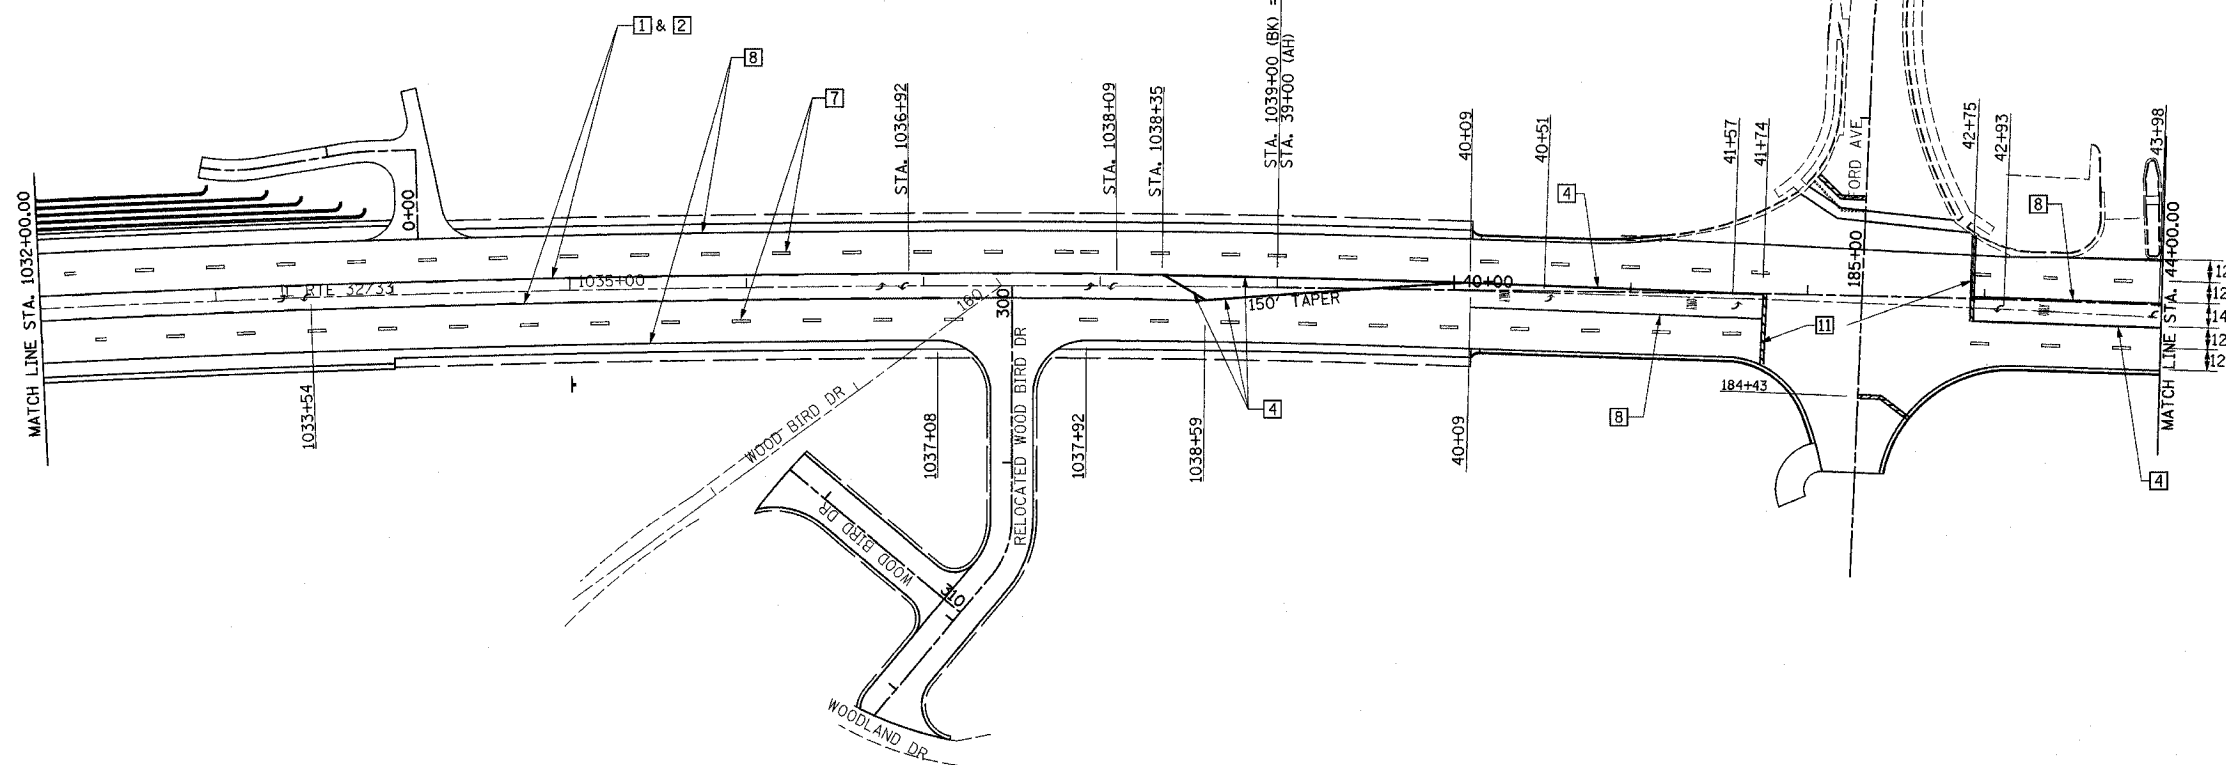 1 & 2
8
7
STA. 1036+92
STA. 1038+09
STA. 1038+35
STA. 1039+00 (BK) =
STA. 39+00 (AH)
40+09
40+51
41+57
41+74
FORD AVE
42+75
42+93
43+98
4
8
MATCH LINE STA. 1032+00.00
0+00
MATCH LINE STA. 44+00.00
185+00
RTE 32/33
1035+00
160
300
150' TAPER
40+00
12
12
14
12
12
11
8
4
184+43
4
1033+54
WOOD BIRD DR
RELOCATED WOOD BIRD DR
1037+08
1037+92
1038+59
40+09
WOOD BIRD DR
310
WOODLAND DR